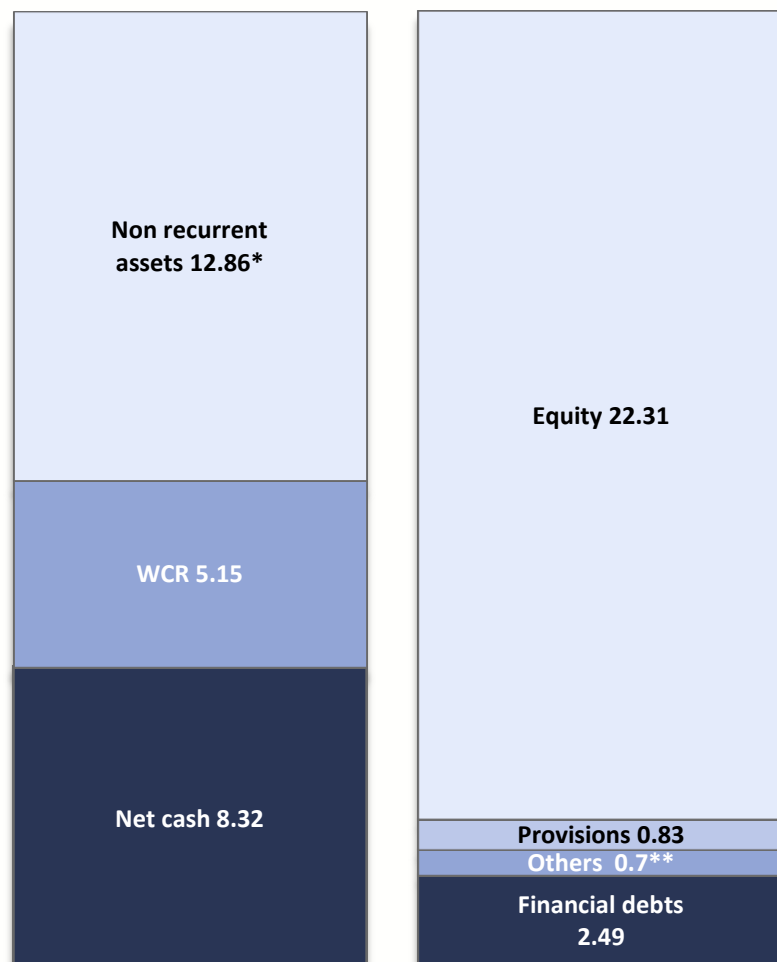 Non recurrent
assets 12.86*
WCR 5.15
Net cash 8.32
Equity 22.31
Provisions 0.83
Others 0.7**
Financial debts
2.49